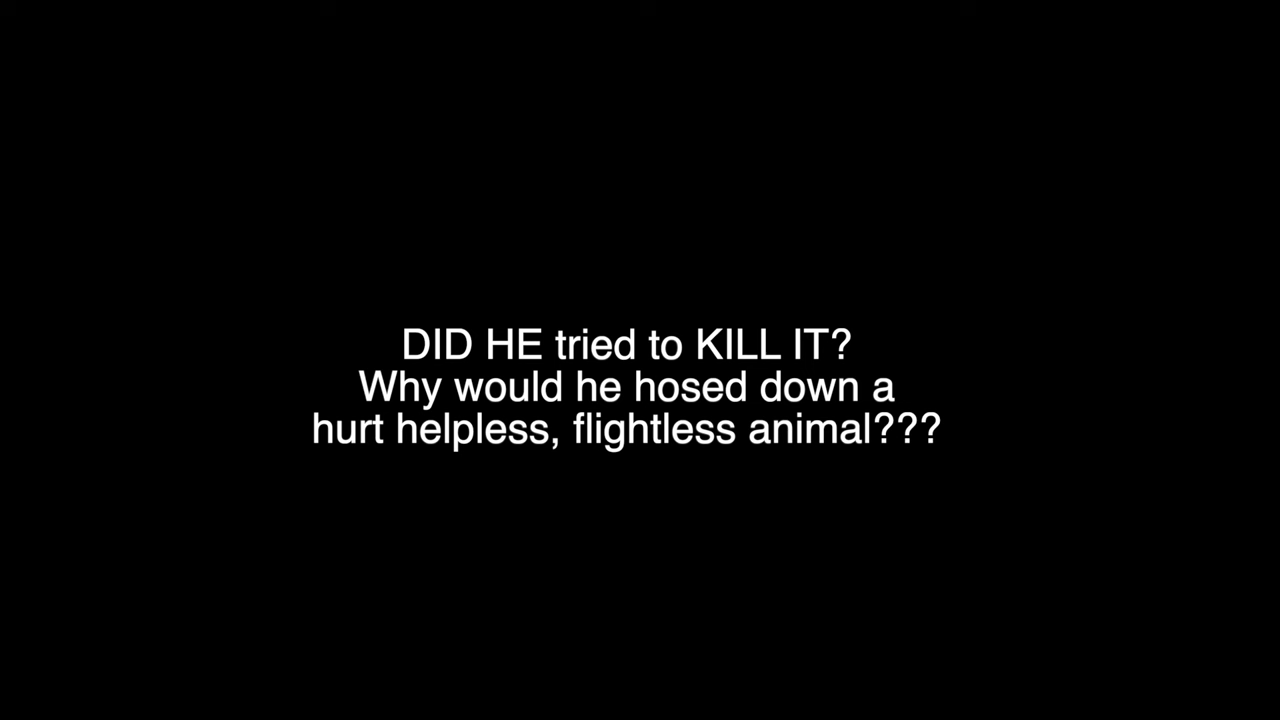 DID HE tried to KILL IT?
Why would he hosed down a
hurt helpless, flightless animal???